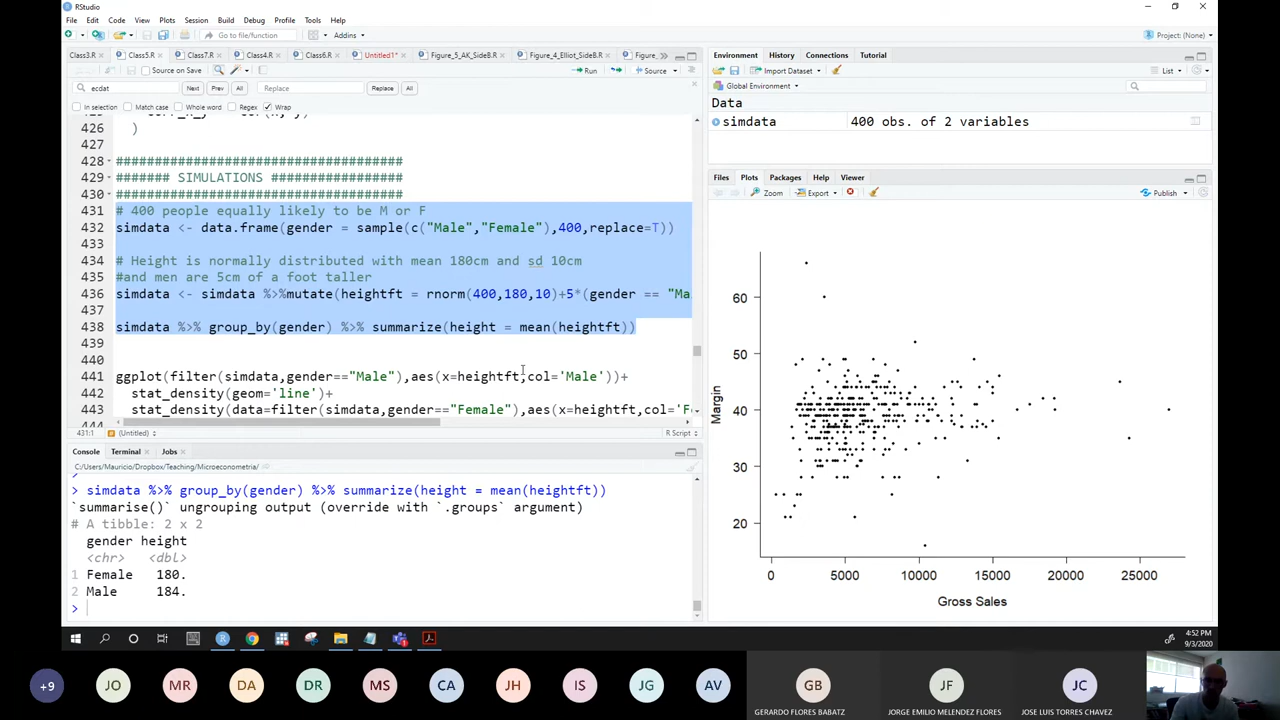 RStudio
File Edit Code View Plots Session Build Debug Profile Tools Help
Go to file/function Addins Project: (None)
Class3.R Class5.R Class7.R Class4.R Class6.R Untitled1* Figure_5_AK_SideB.R Figure_4_Elliot_SideB.R Figure_
Source on Save Run Source
ecdat Next Prev All Replace Replace All
In selection Match case Whole word Regex Wrap
426 )
427
428 #####################################
429 ####### SIMULATIONS #################
430 #####################################
431 # 400 people equally likely to be M or F
432 simdata <- data.frame(gender = sample(c("Male","Female"),400,replace=T))
433
434 # Height is normally distributed with mean 180cm and sd 10cm
435 #and men are 5cm of a foot taller
436 simdata <- simdata %>%mutate(heightft = rnorm(400,180,10)+5*(gender == "Ma
437
438 simdata %>% group_by(gender) %>% summarize(height = mean(heightft))
439
440
441 ggplot(filter(simdata,gender=="Male"),aes(x=heightft,col='Male'))+
442 stat_density(geom='line')+
443 stat_density(data=filter(simdata,gender=="Female"),aes(x=heightft,col='Fe
431:1 (Untitled) R Script
Console Terminal Jobs
C:/Users/Mauricio/Dropbox/Teaching/Microeconometria/
> simdata %>% group_by(gender) %>% summarize(height = mean(heightft))
`summarise()` ungrouping output (override with `.groups` argument)
# A tibble: 2 x 2
gender height
<chr> <dbl>
1 Female 180.
2 Male 184.
>
Environment History Connections Tutorial
Import Dataset List
Global Environment
Data
simdata 400 obs. of 2 variables
Files Plots Packages Help Viewer
Zoom Export Publish
60
50
40
30
20
Margin
0 5000 10000 15000 20000 25000
Gross Sales
4:52 PM
9/3/2020
+9 JO MR DA DR MS CA JH IS JG AV GB JF JC
GERARDO FLORES BABATZ JORGE EMILIO MELENDEZ FLORES JOSE LUIS TORRES CHAVEZ